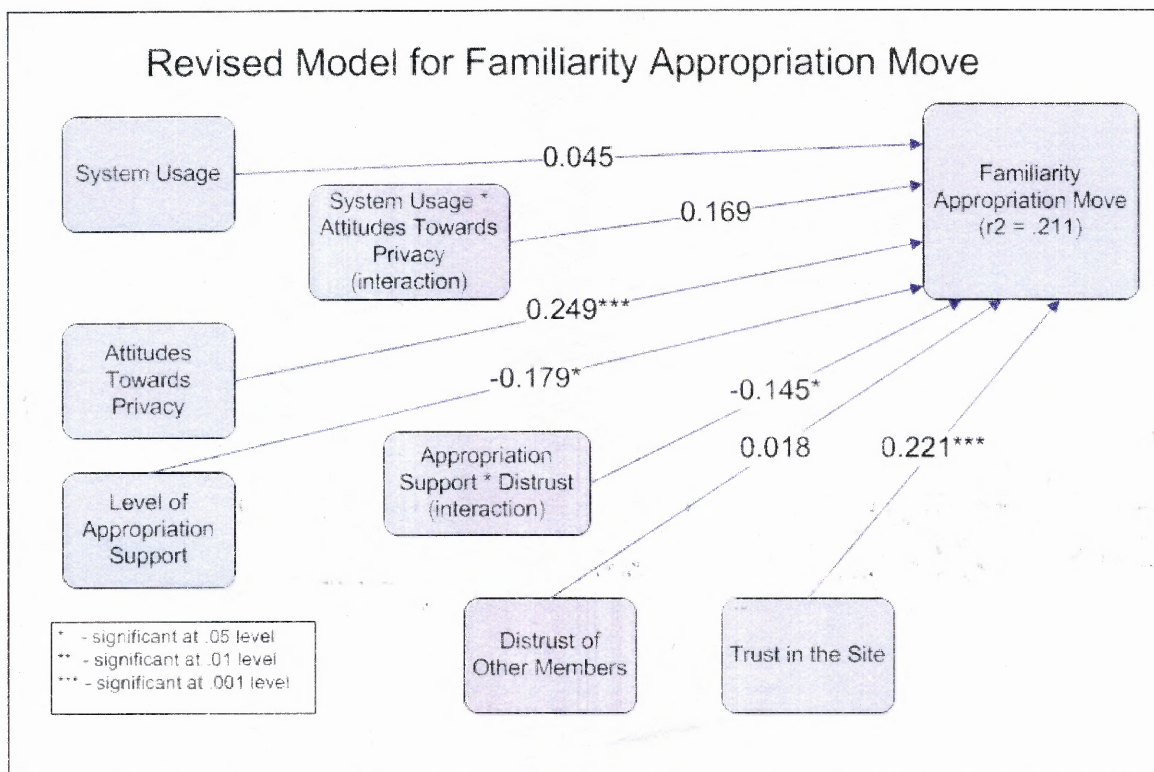 Revised Model for Familiarity Appropriation Move
System Usage
0.045
Familiarity
Appropriation Move
(r2 = .211)
System Usage *
Attitudes Towards
Privacy
(interaction)
0.169
0.249***
Attitudes
Towards
Privacy
-0.179*
-0.145*
Appropriation
Support * Distrust
(interaction)
0.018
0.221***
Level of
Appropriation
Support
* - significant at .05 level
** - significant at .01 level
*** - significant at .001 level
Distrust of
Other Members
Trust in the Site